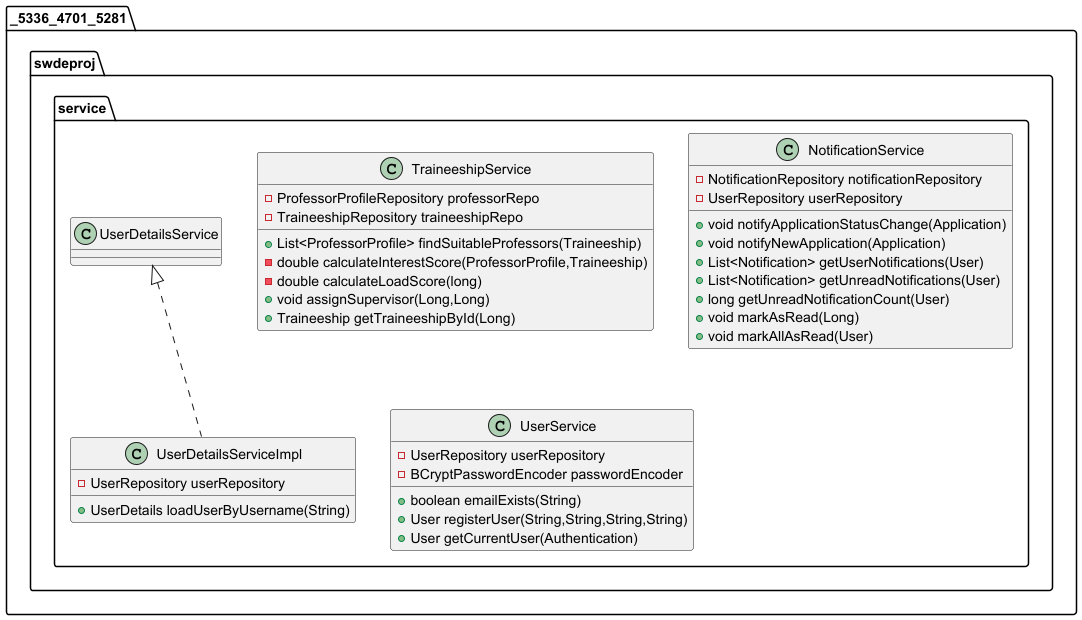 _5336_4701_5281
swdeproj
service
C UserDetailsService
C TraineeshipService
ProfessorProfileRepository professorRepo
TraineeshipRepository traineeshipRepo
List<ProfessorProfile> findSuitableProfessors(Traineeship)
double calculateInterestScore(ProfessorProfile,Traineeship)
double calculateLoadScore(long)
void assignSupervisor(Long,Long)
Traineeship getTraineeshipById(Long)
C NotificationService
NotificationRepository notificationRepository
UserRepository userRepository
void notifyApplicationStatusChange(Application)
void notifyNewApplication(Application)
List<Notification> getUserNotifications(User)
List<Notification> getUnreadNotifications(User)
long getUnreadNotificationCount(User)
void markAsRead(Long)
void markAllAsRead(User)
C UserDetailsServiceImpl
UserRepository userRepository
UserDetails loadUserByUsername(String)
C UserService
UserRepository userRepository
BCryptPasswordEncoder passwordEncoder
boolean emailExists(String)
User registerUser(String,String,String,String)
User getCurrentUser(Authentication)